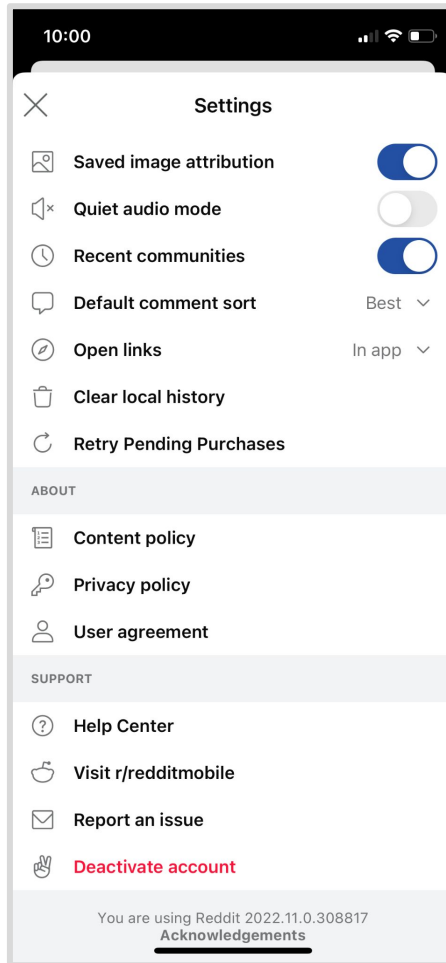 10:00
Settings
Saved image attribution
Quiet audio mode
Recent communities
Default comment sort Best
Open links In app
Clear local history
Retry Pending Purchases
ABOUT
Content policy
Privacy policy
User agreement
SUPPORT
Help Center
Visit r/redditmobile
Report an issue
Deactivate account
You are using Reddit 2022.11.0.308817
Acknowledgements